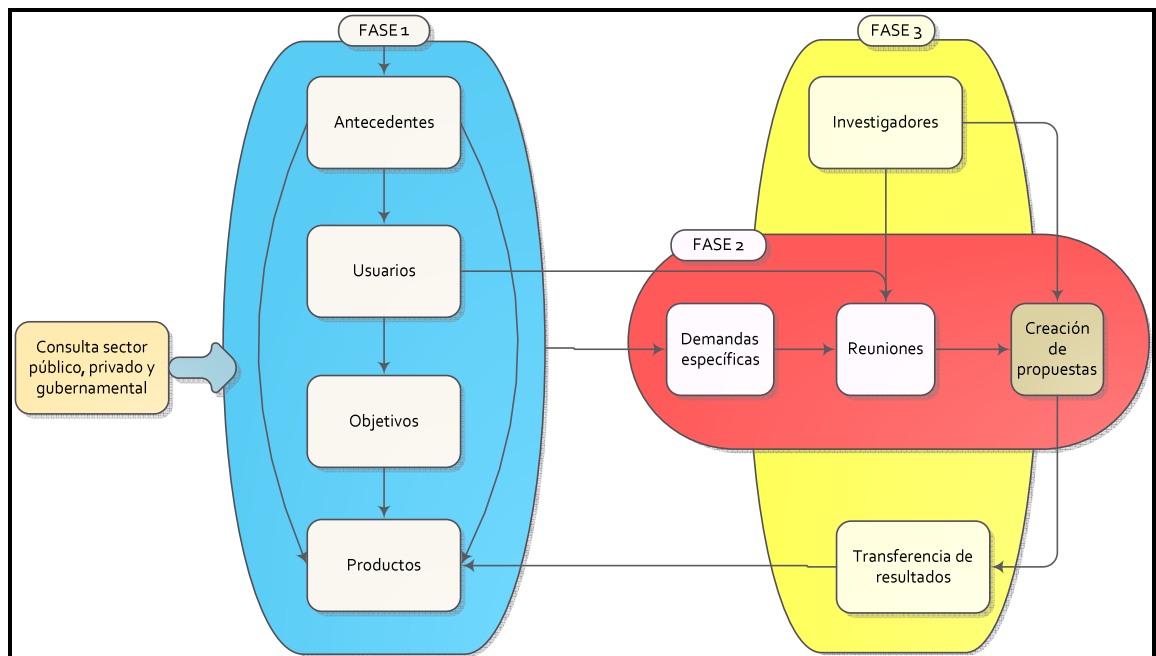 FASE 1
Antecedentes
Usuarios
Objetivos
Productos
Consulta sector
público, privado y
gubernamental
FASE 2
Demandas
específicas
Reuniones
Creación
de
propuestas
FASE 3
Investigadores
Transferencia de
resultados